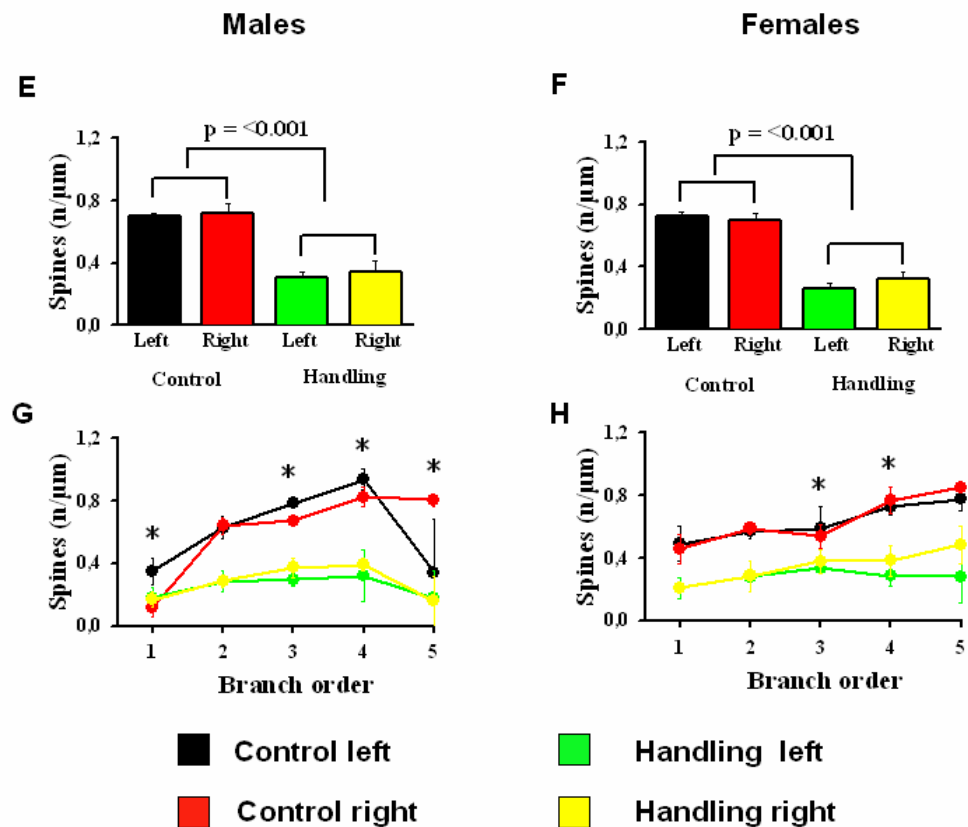 Males
Females
E
p = <0.001
Spines (n/µm)
1,2
0,8
0,4
0,0
Left Right Left Right
Control Handling
F
p = <0.001
Spines (n/µm)
1,2
0,8
0,4
0,0
Left Right Left Right
Control Handling
G
Spines (n/µm)
1,2
0,8
0,4
0,0
* * * *
1 2 3 4 5
Branch order
H
Spines (n/µm)
1,2
0,8
0,4
0,0
* *
1 2 3 4 5
Branch order
Control left
Handling left
Control right
Handling right